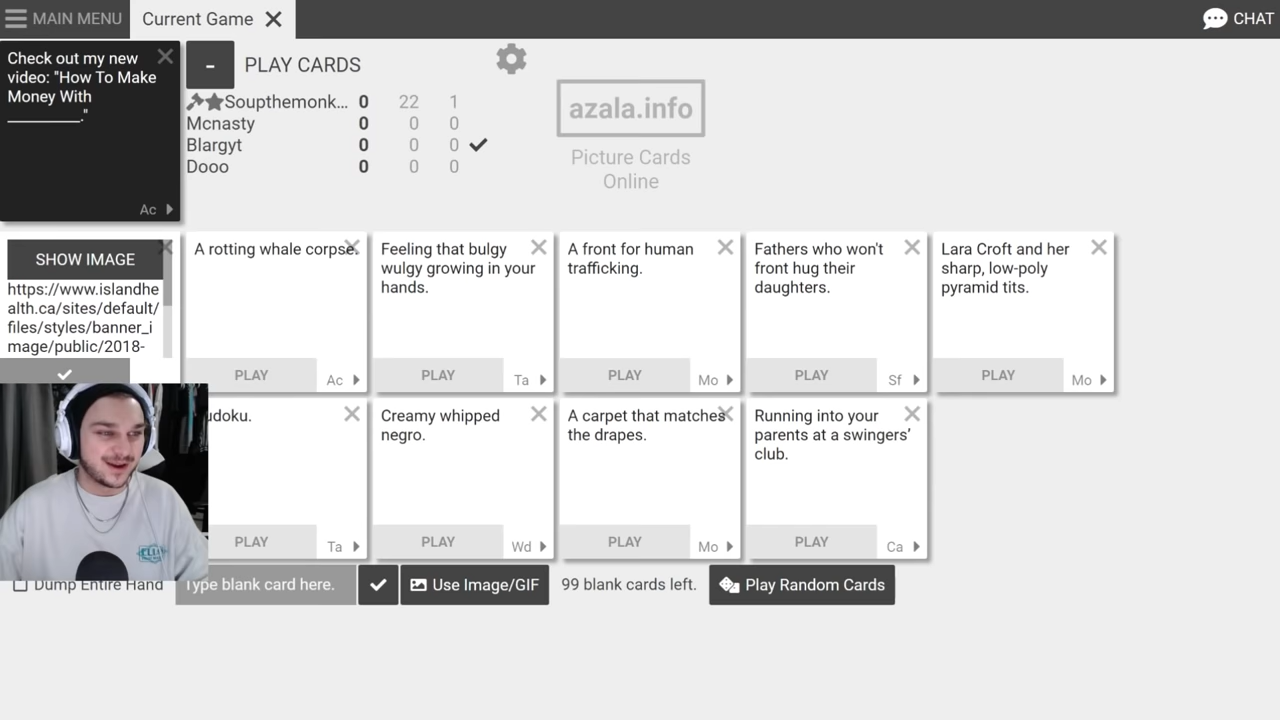 MAIN MENU
Current Game
CHAT
Check out my new
video: "How To Make
Money With
__________."
Ac
-
PLAY CARDS
Soupthemonk... 0 22 1
Mcnasty 0 0 0
Blargyt 0 0 0
Dooo 0 0 0
azala.info
Picture Cards
Online
SHOW IMAGE
https://www.islandhe
alth.ca/sites/default/
files/styles/banner_i
mage/public/2018-
A rotting whale corpse.
PLAY
Ac
Feeling that bulgy
wulgy growing in your
hands.
PLAY
Ta
A front for human
trafficking.
PLAY
Mo
Fathers who won't
front hug their
daughters.
PLAY
Sf
Lara Croft and her
sharp, low-poly
pyramid tits.
PLAY
Mo
udoku.
PLAY
Ta
Creamy whipped
negro.
PLAY
Wd
A carpet that matches
the drapes.
PLAY
Mo
Running into your
parents at a swingers’
club.
PLAY
Ca
Dump Entire Hand
Type blank card here.
Use Image/GIF
99 blank cards left.
Play Random Cards